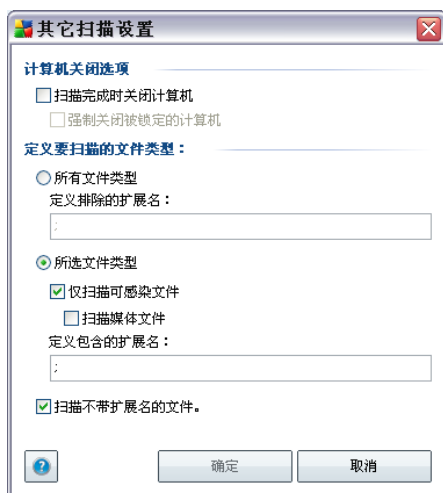 其它扫描设置
计算机关闭选项
扫描完成时关闭计算机
强制关闭被锁定的计算机
定义要扫描的文件类型：
所有文件类型
定义排除的扩展名：
;
所选文件类型
仅扫描可感染文件
扫描媒体文件
定义包含的扩展名：
;
扫描不带扩展名的文件。
?
确定
取消